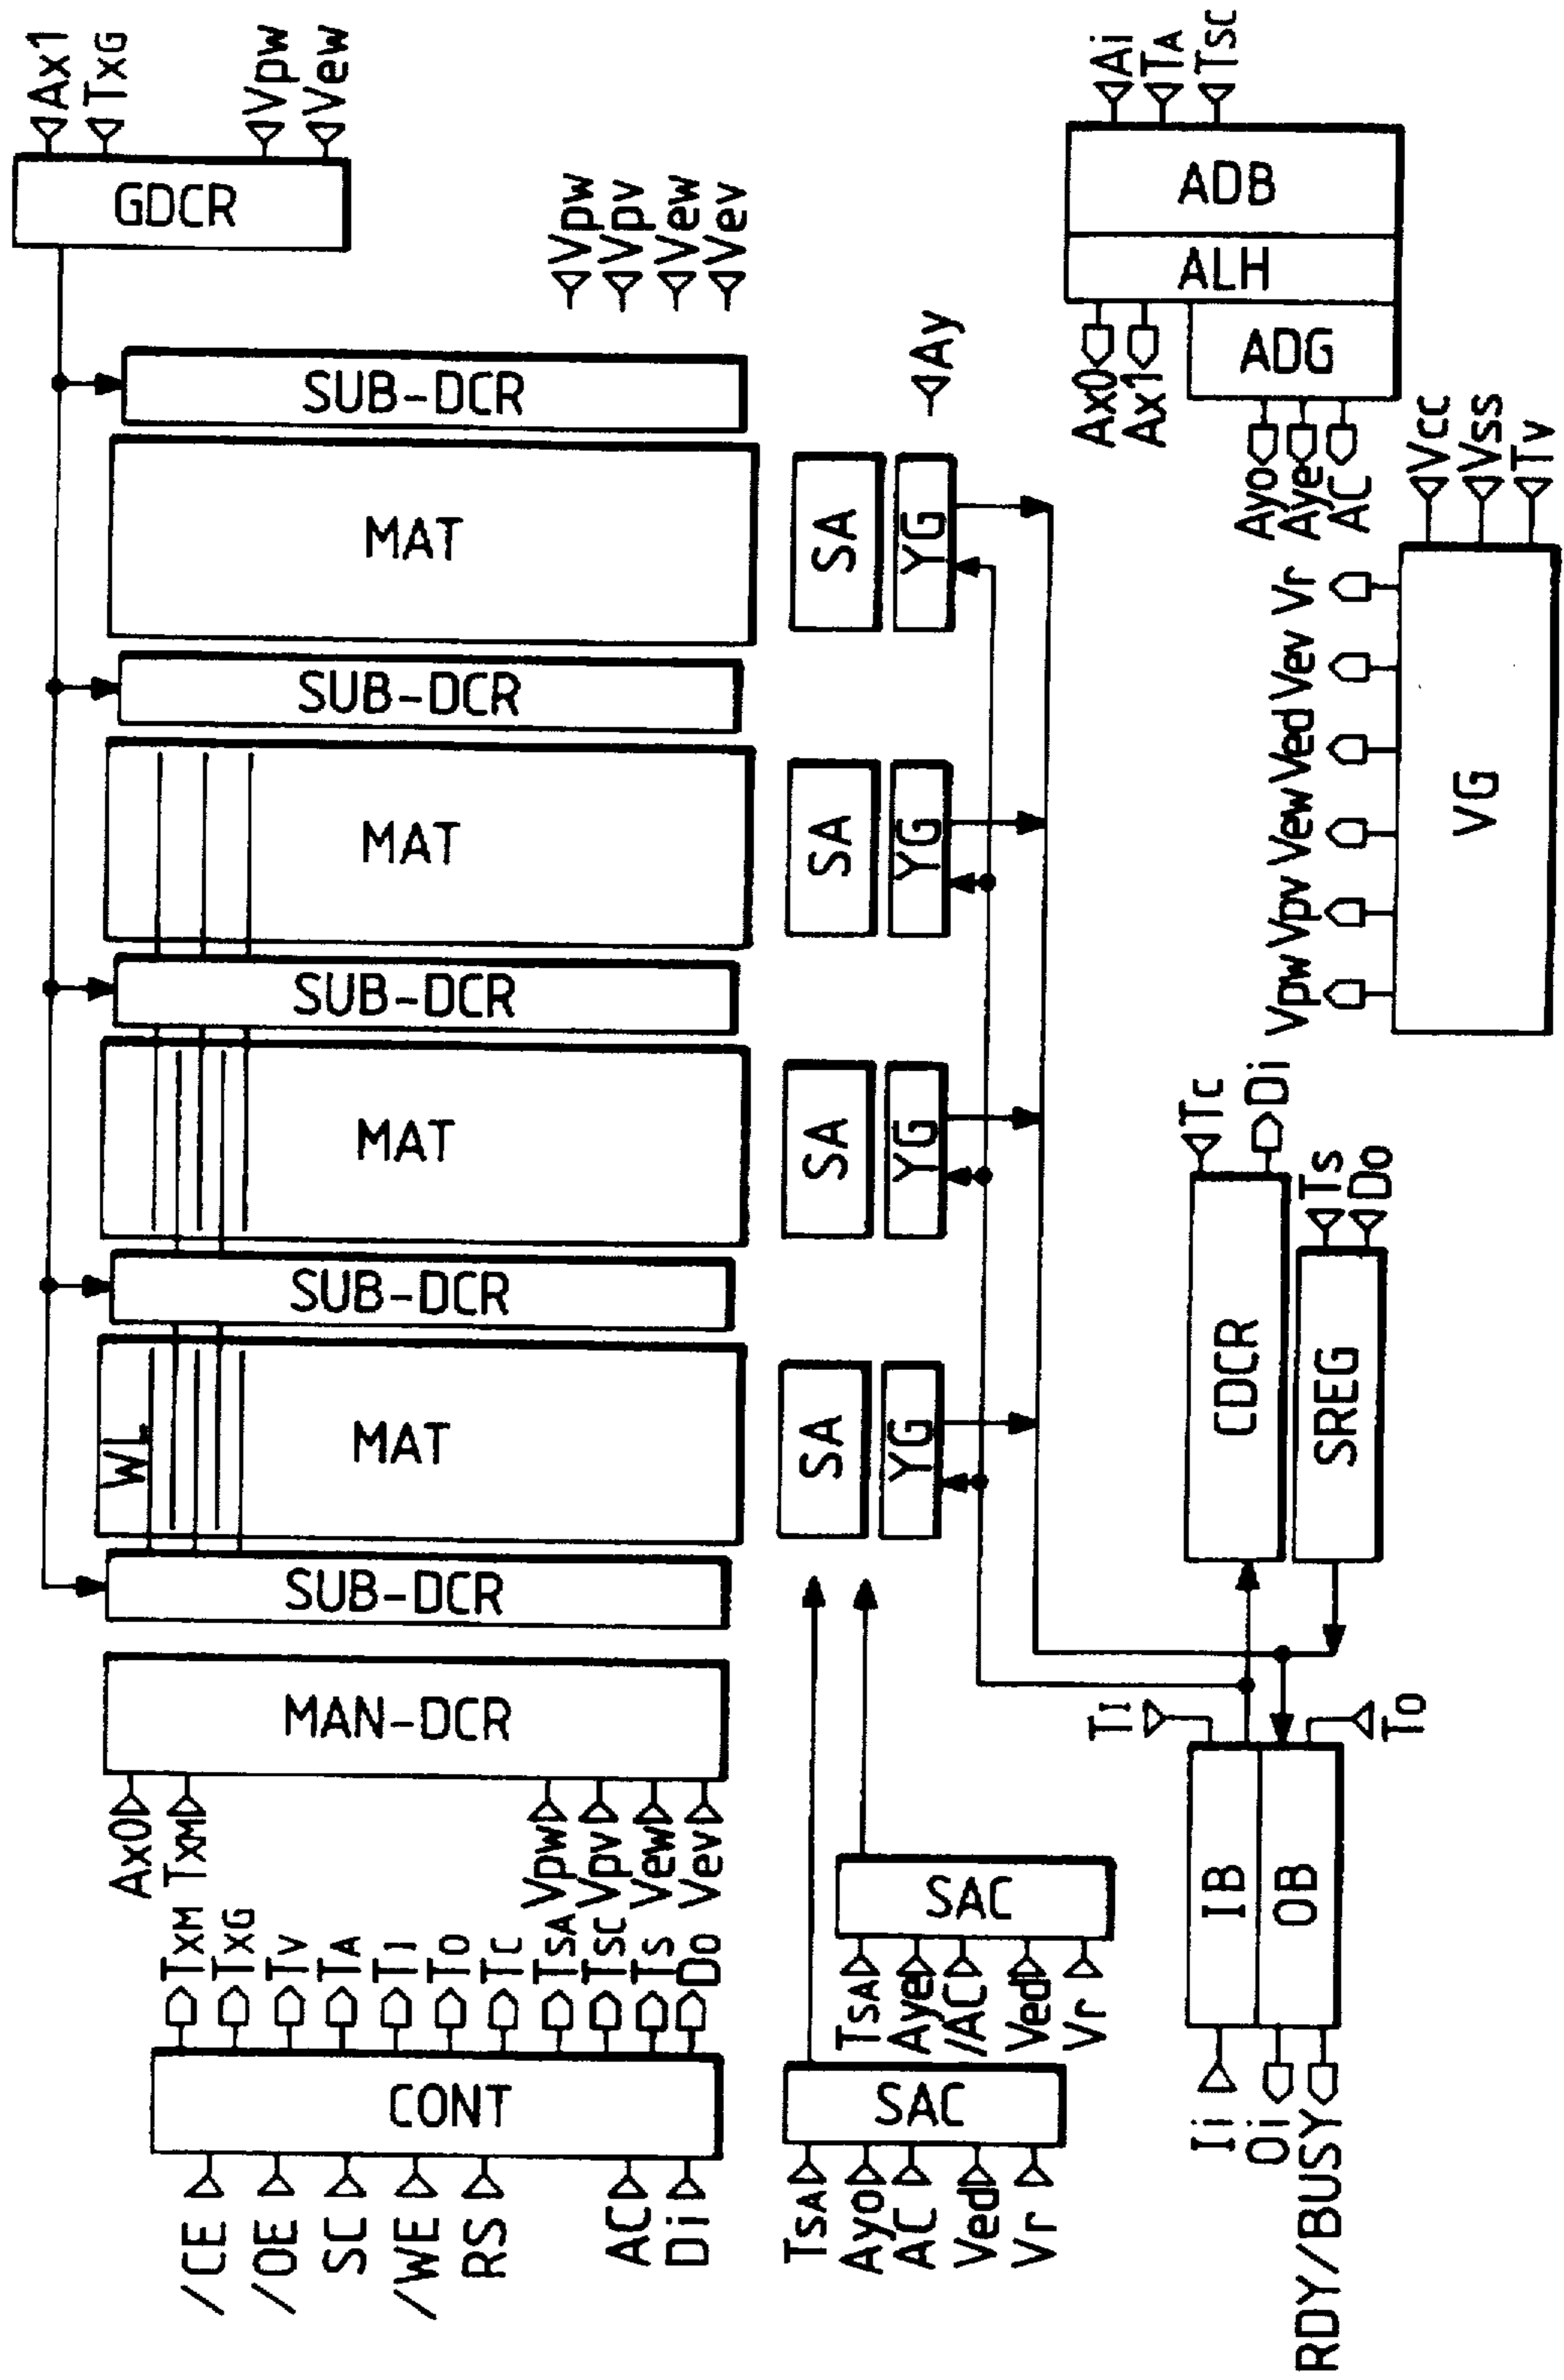 Ax1
TxG
Vpw
Vew
GDCR
Vpw
Vpv
Vew
Vev
SUB-DCR
MAT
SA
YG
Ay
SUB-DCR
MAT
SA
YG
SUB-DCR
MAT
SA
YG
SUB-DCR
WL
MAT
SA
YG
SUB-DCR
MAN-DCR
Ax0
TxM
Vpw
Vpv
Vew
Vev
TxM
TxG
Tv
TA
TI
To
Tc
TSA
TSC
Ts
Do
CONT
/CE
/OE
SC
/WE
RS
AC
Di
SAC
TSA
Aye
/AC
Ved
Vr
SAC
TSA
Ayo
AC
Ved
Vr
Ai
TA
TSC
ADB
ALH
ADG
Ax0
Ax1
Ayo
Aye
AC
Vcc
Vss
Tv
VG
Vpw
Vpv
Vew
Ved
Vev
Vr
Tc
Di
CDCR
Ts
Do
SREG
TI
To
IB
OB
Ii
Oi
RDY/BUSY